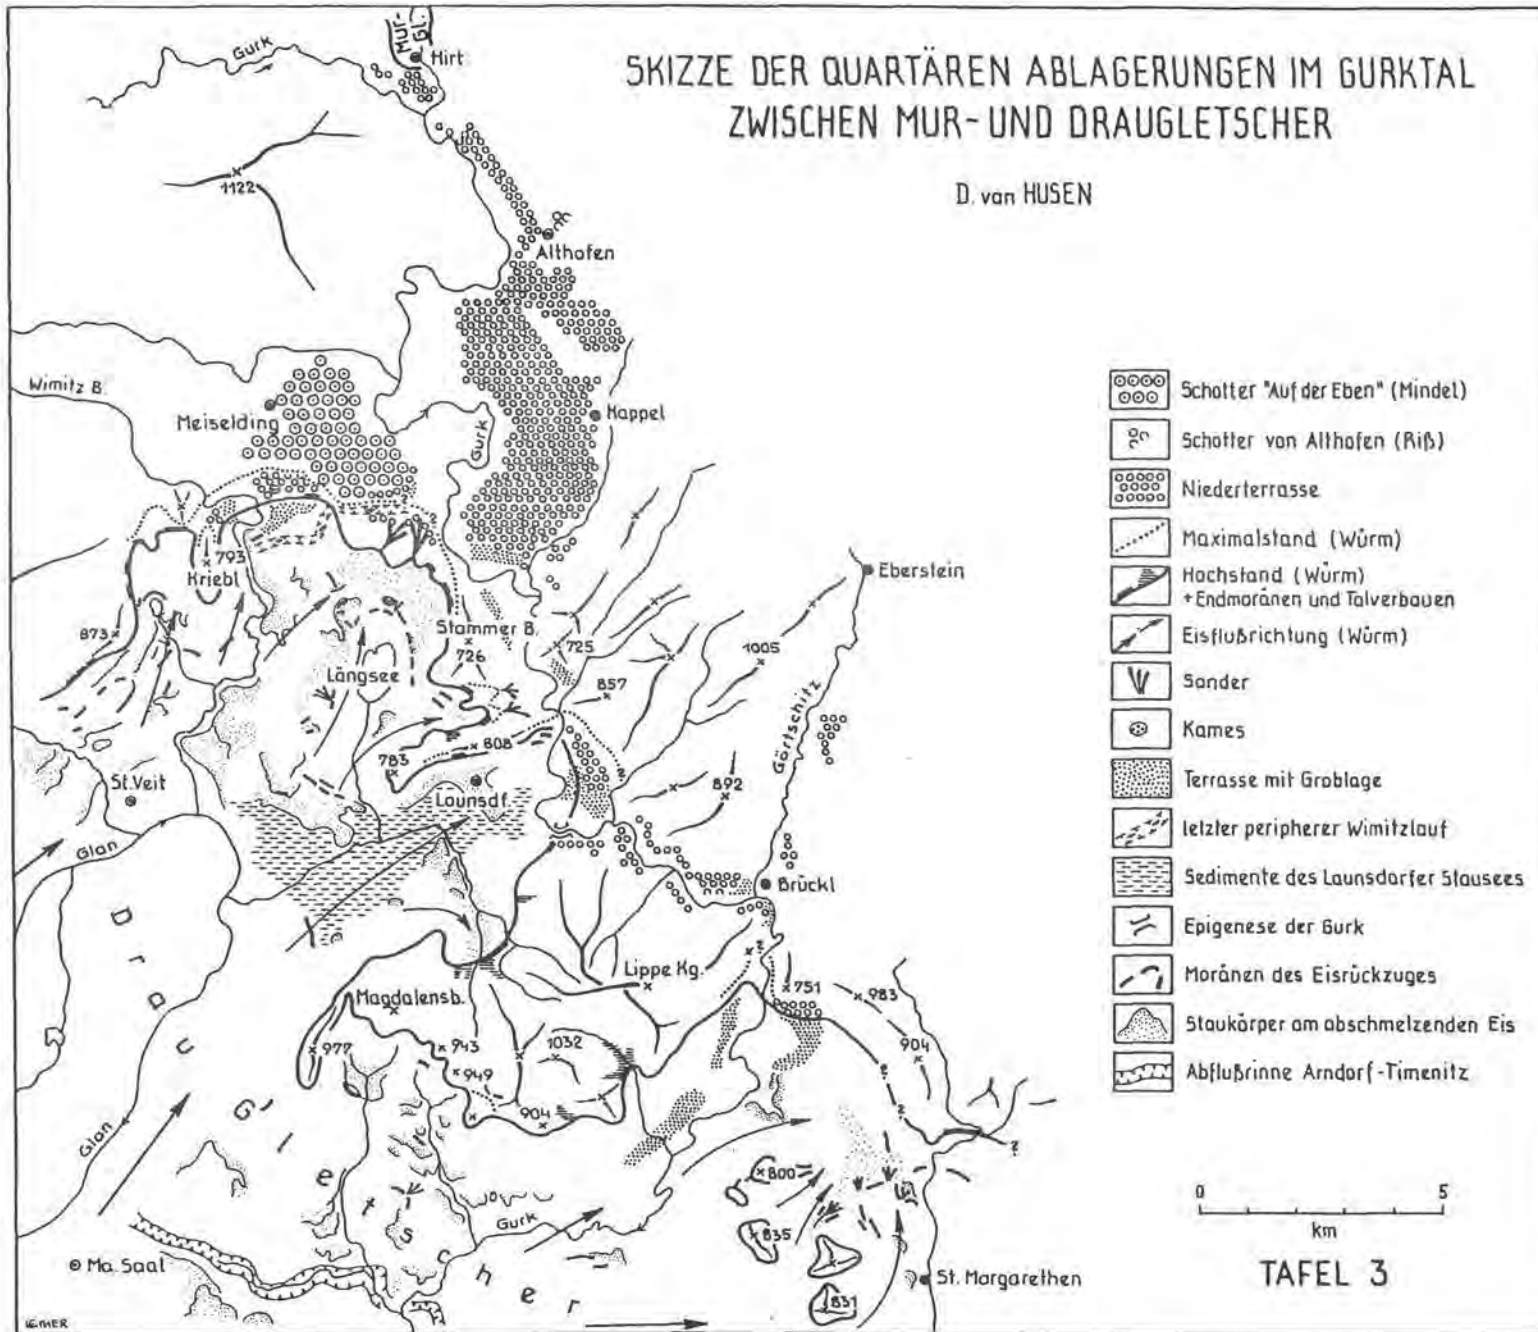 SKIZZE DER QUARTÄREN ABLAGERUNGEN IM GURKTAL
ZWISCHEN MUR- UND DRAUGLETSCHER
D. van HUSEN
Gurk
Mur-
Gl.
Hirt
1122
Althofen
Wimitz B.
Meiselding
Gurk
Kappel
793
Kriebl
873
Stammer B.
726
725
857
1005
Eberstein
Längsee
808
783
Launsdf.
St. Veit
Glan
892
Görtschitz
Brückl
Drau
Gletscher
Lippe Kg.
?
751
983
904
Magdalensb.
977
943
949
1032
904
?
?
?
?
?
Glan
800
835
831
Gurk
Ma. Saal
St. Margarethen
Schotter "Auf der Eben" (Mindel)
Schotter von Althofen (Riß)
Niederterrasse
Maximalstand (Würm)
Hochstand (Würm)
+ Endmoränen und Talverbauen
Eisflußrichtung (Würm)
Sander
Kames
Terrasse mit Groblage
letzter peripherer Wimitzlauf
Sedimente des Launsdorfer Stausees
Epigenese der Gurk
Moränen des Eisrückzuges
Staukörper am abschmelzenden Eis
Abflußrinne Arndorf-Timenitz
0 5
km
TAFEL 3